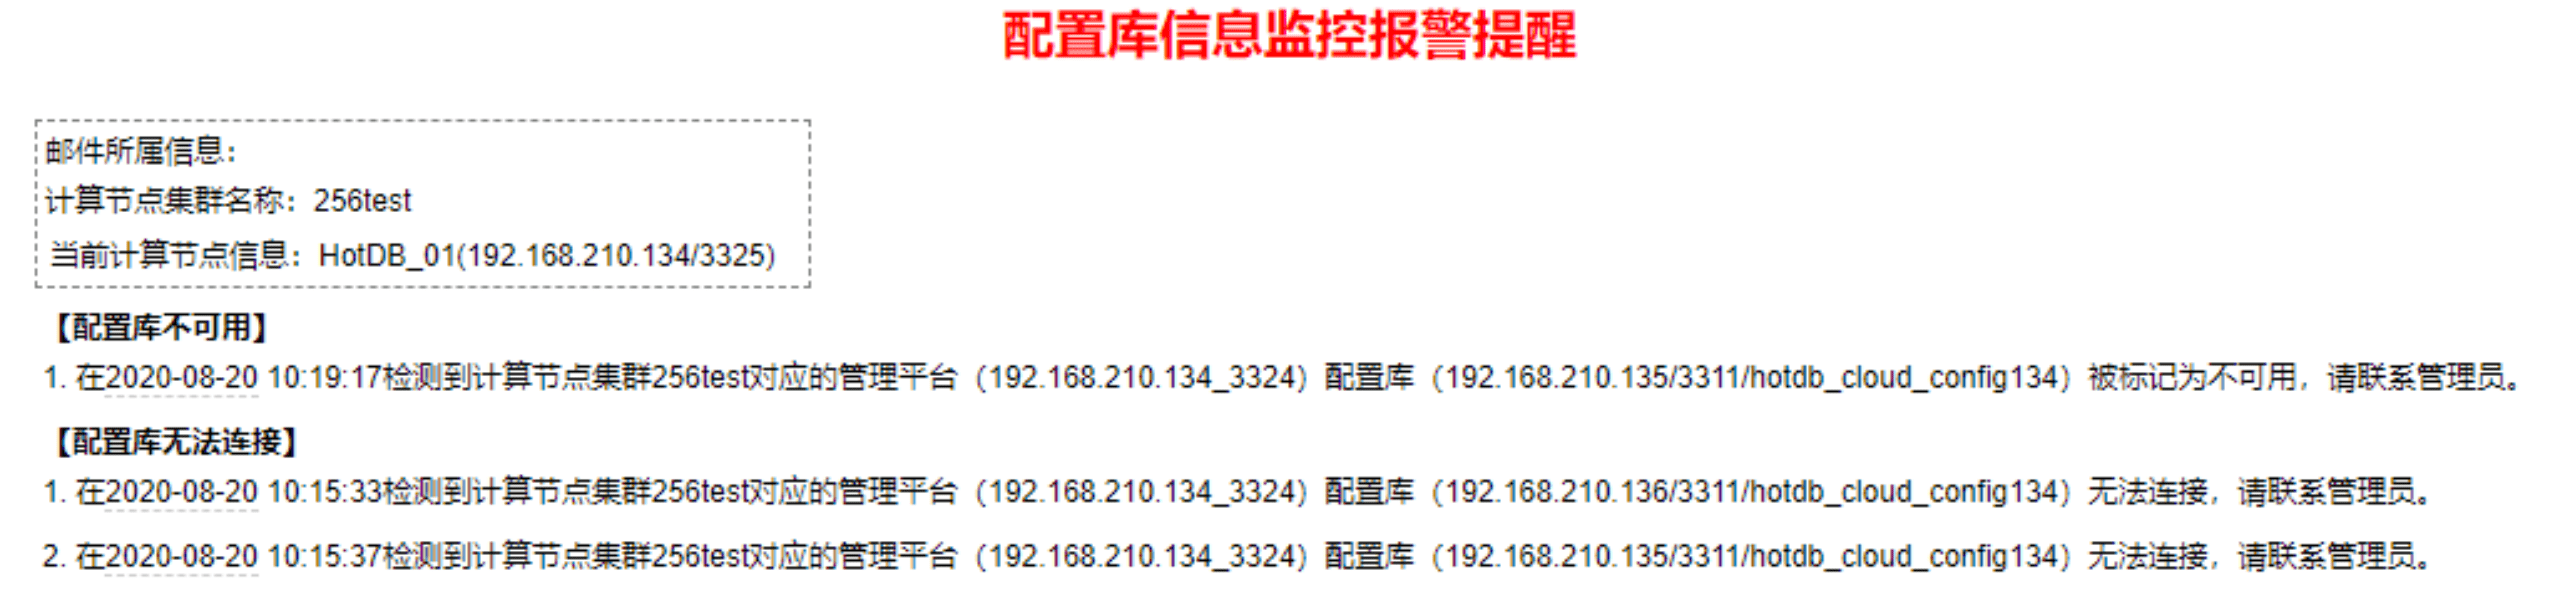 配置库信息监控报警提醒
邮件所属信息：
计算节点集群名称：256test
当前计算节点信息：HotDB_01(192.168.210.134/3325)
【配置库不可用】
1. 在2020-08-20 10:19:17检测到计算节点集群256test对应的管理平台（192.168.210.134_3324）配置库（192.168.210.135/3311/hotdb_cloud_config134）被标记为不可用，请联系管理员。
【配置库无法连接】
1. 在2020-08-20 10:15:33检测到计算节点集群256test对应的管理平台（192.168.210.134_3324）配置库（192.168.210.136/3311/hotdb_cloud_config134）无法连接，请联系管理员。
2. 在2020-08-20 10:15:37检测到计算节点集群256test对应的管理平台（192.168.210.134_3324）配置库（192.168.210.135/3311/hotdb_cloud_config134）无法连接，请联系管理员。